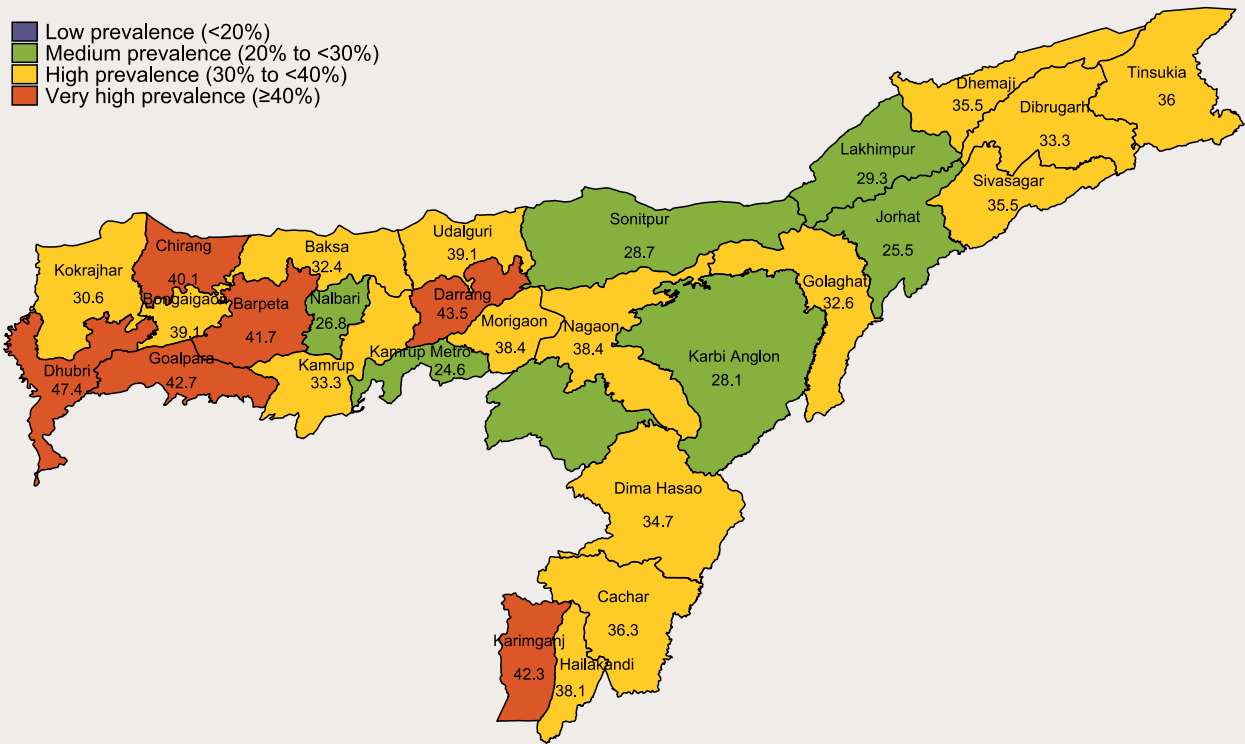 Low prevalence (<20%)
Medium prevalence (20% to <30%)
High prevalence (30% to <40%)
Very high prevalence (≥40%)
Tinsukia
36
Dhemaji
35.5
Dibrugarh
33.3
Lakhimpur
29.3
Sivasagar
35.5
Jorhat
25.5
Sonitpur
28.7
Udalguri
39.1
Baksa
32.4
Chirang
40.1
Kokrajhar
30.6
Bongaigaon
39.1
Barpeta
41.7
Nalbari
26.8
Darrang
43.5
Morigaon
38.4
Nagaon
38.4
Golaghat
32.6
Karbi Anglon
28.1
Kamrup Metro
24.6
Kamrup
33.3
Goalpara
42.7
Dhubri
47.4
Dima Hasao
34.7
Cachar
36.3
Karimganj
42.3
Hailakandi
38.1